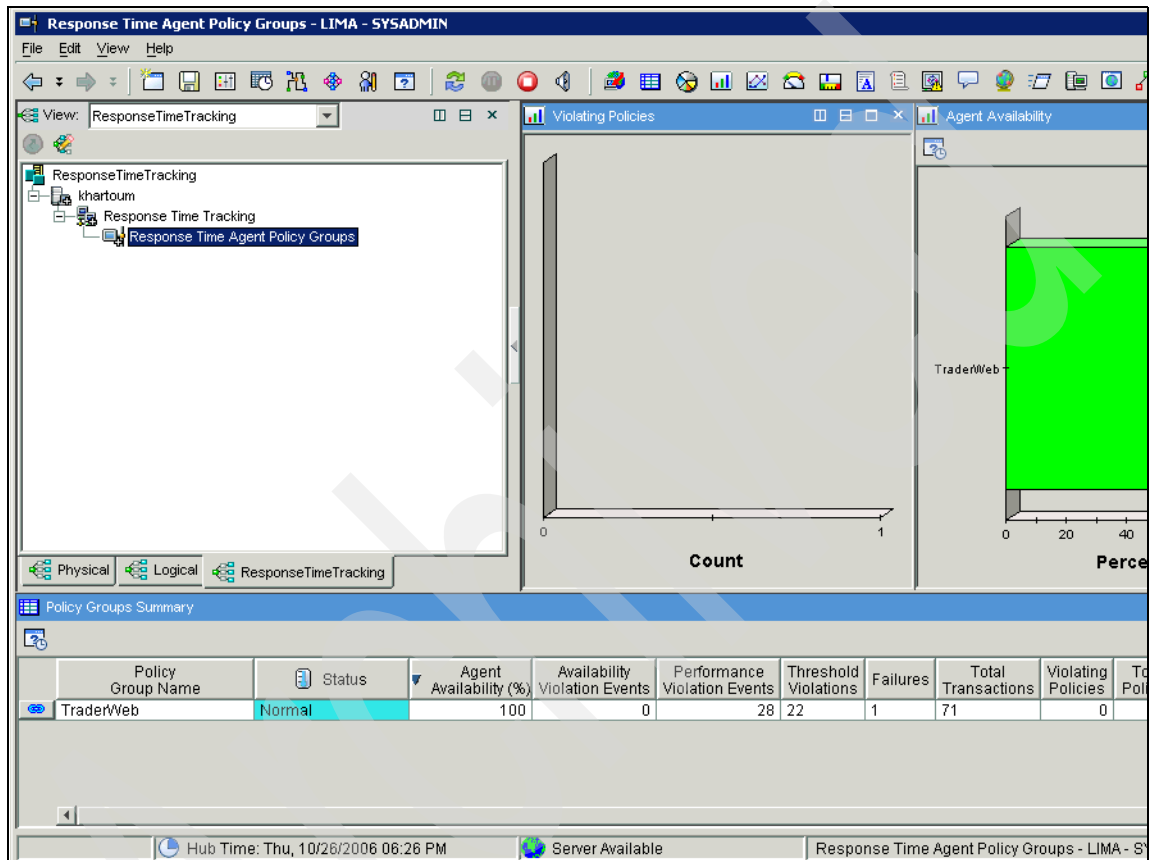 Response Time Agent Policy Groups - LIMA - SYSADMIN
File Edit View Help
View: ResponseTimeTracking
Violating Policies
Agent Availability
ResponseTimeTracking
khartoum
Response Time Tracking
Response Time Agent Policy Groups
TraderWeb
0 1
Count
0 20 40
Perce
Physical Logical ResponseTimeTracking
Policy Groups Summary
Policy Group Name Status Agent Availability (%) Availability Violation Events Performance Violation Events Threshold Violations Failures Total Transactions Violating Policies To Poli
TraderWeb Normal 100 0 28 22 1 71 0
Hub Time: Thu, 10/26/2006 06:26 PM Server Available Response Time Agent Policy Groups - LIMA - SY